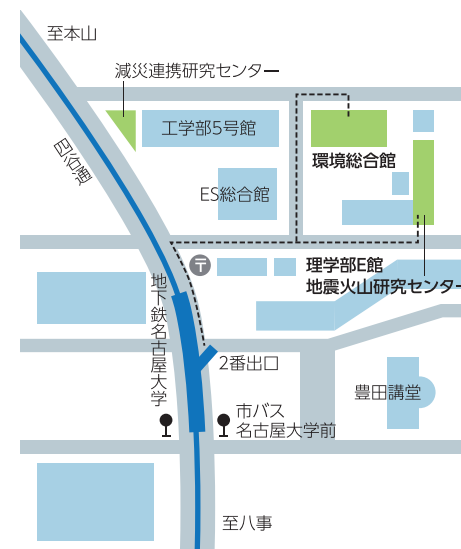 至本山
減災連携研究センター
工学部5号館
環境総合館
四谷通
ES総合館
〒
理学部E館
地震火山研究センター
地下鉄名古屋大学
2番出口
豊田講堂
市バス
名古屋大学前
至八事